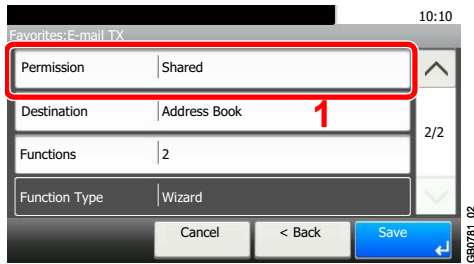 10:10
Favorites:E-mail TX
Permission Shared
Destination Address Book
1
2/2
Functions 2
Function Type Wizard
Cancel < Back Save
GB0781_02